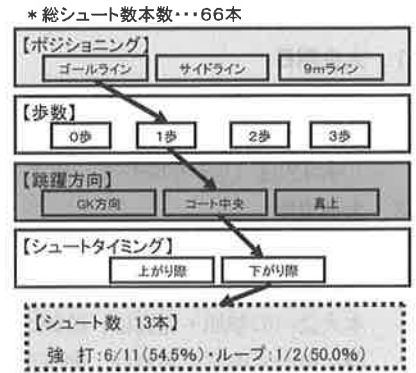 ＊総シュート数本数・・・66本
【ポジショニング】
ゴールライン サイドライン 9mライン
【歩数】
0歩 1歩 2歩 3歩
【跳躍方向】
GK方向 コート中央 真上
【シュートタイミング】
上がり際 下がり際
【シュート数 13本】
強 打:6/11(54.5%)・ループ:1/2(50.0%)